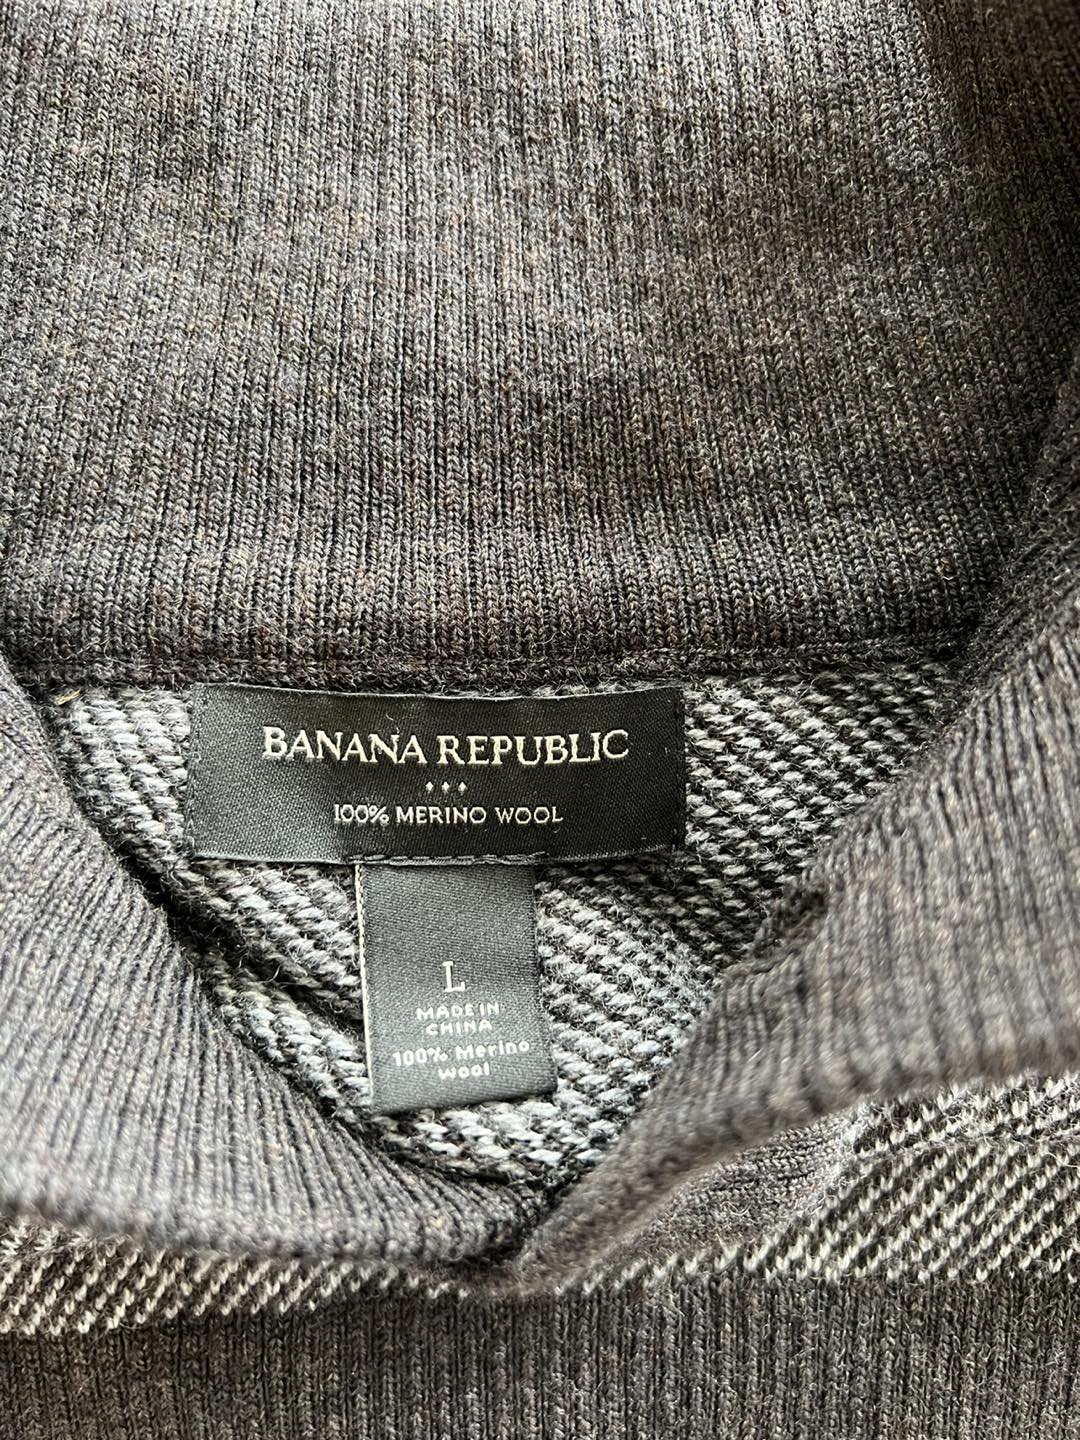 BANANA REPUBLIC
100% MERINO WOOL
L
MADE IN
CHINA
100% Merino
wool